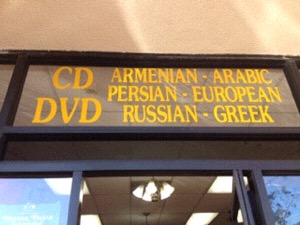 CD ARMENIAN - ARABIC
PERSIAN - EUROPEAN
DVD RUSSIAN - GREEK